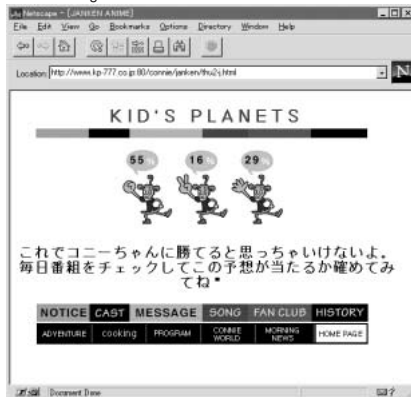 Netscape - [JANKEN ANIME]
File Edit View Go Bookmarks Options Directory Window Help
Location: http://www.kp-777.co.jp:80/connie/janken/thu2-j.html
N
KID'S PLANETS
55 % 16 % 29 %
これでコニーちゃんに勝てると思っちゃいけないよ。
毎日番組をチェックしてこの予想が当たるか確めてみ
てね*
NOTICE CAST MESSAGE SONG FAN CLUB HISTORY
ADVENTURE cooking PROGRAM CONNIE WORLD MORNING NEWS HOME PAGE
Document Done